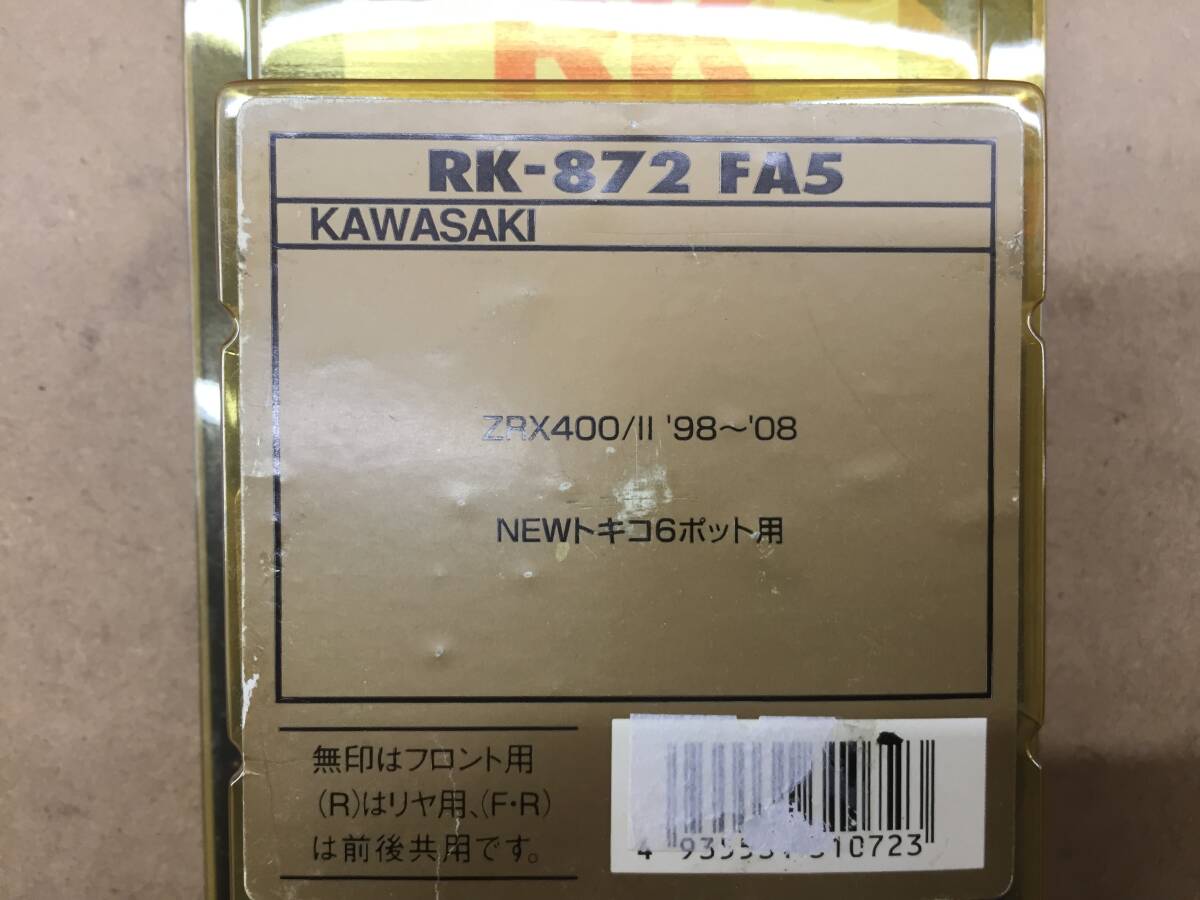 RK
RK-872 FA5
KAWASAKI
ZRX400/II '98～'08
NEWトキコ6ポット用
無印はフロント用
(R)はリヤ用、(F・R)
は前後共用です。